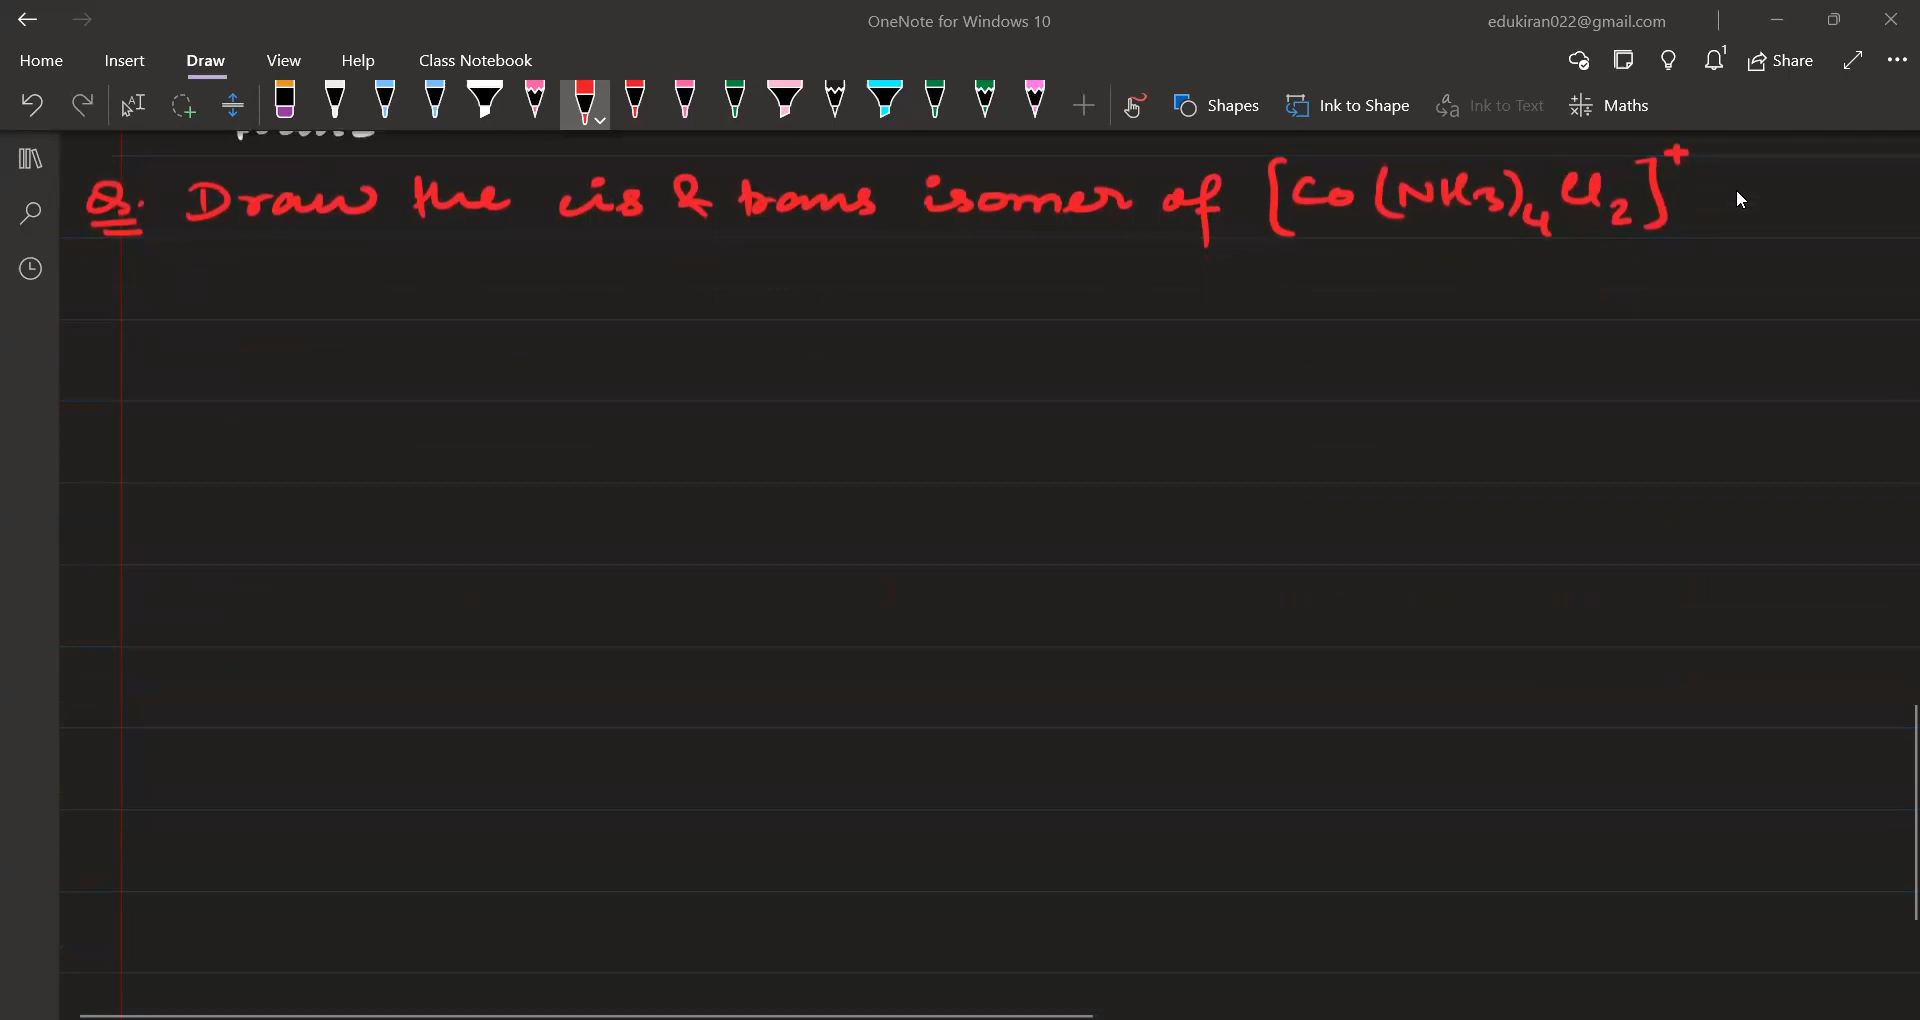 OneNote for Windows 10
edukiran022@gmail.com
Home Insert Draw View Help Class Notebook
1
Share
Shapes Ink to Shape Ink to Text Maths
Q. Draw the cis & trans isomer of [Co(NH3)4Cl2]+